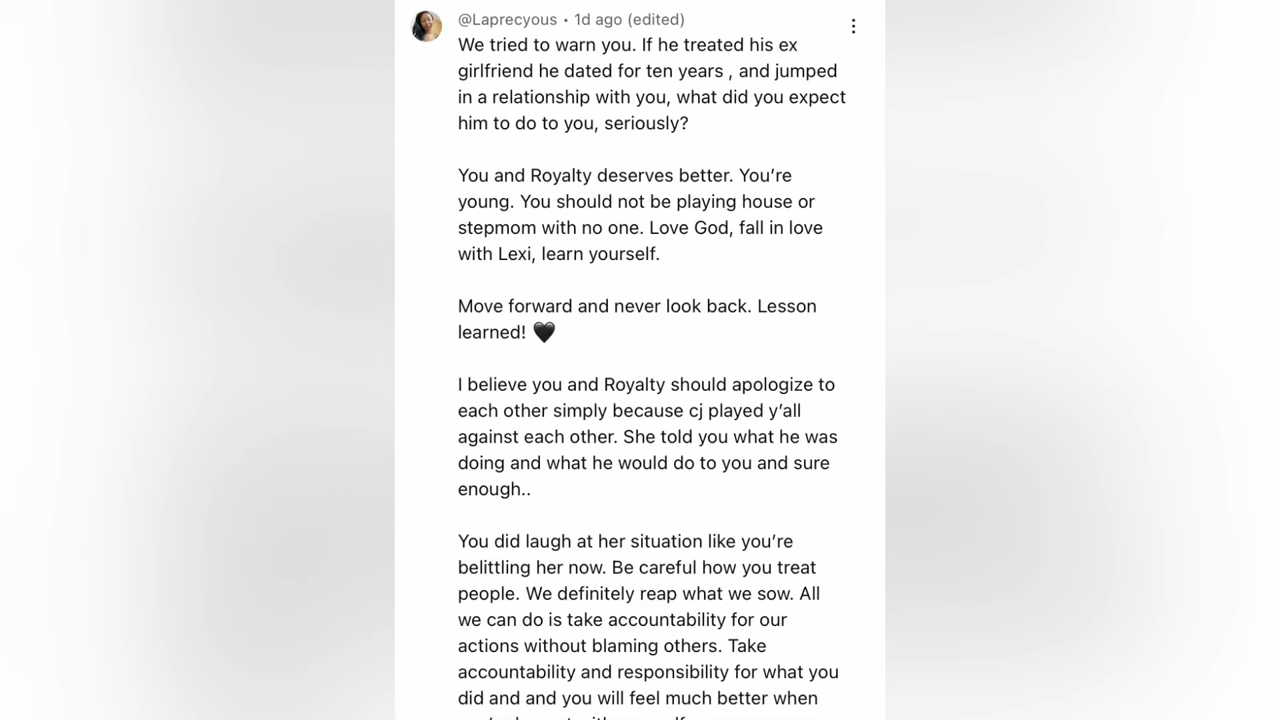 @Laprecyous • 1d ago (edited)
We tried to warn you. If he treated his ex
girlfriend he dated for ten years , and jumped
in a relationship with you, what did you expect
him to do to you, seriously?
You and Royalty deserves better. You’re
young. You should not be playing house or
stepmom with no one. Love God, fall in love
with Lexi, learn yourself.
Move forward and never look back. Lesson
learned! 🖤
I believe you and Royalty should apologize to
each other simply because cj played y’all
against each other. She told you what he was
doing and what he would do to you and sure
enough..
You did laugh at her situation like you’re
belittling her now. Be careful how you treat
people. We definitely reap what we sow. All
we can do is take accountability for our
actions without blaming others. Take
accountability and responsibility for what you
did and and you will feel much better when